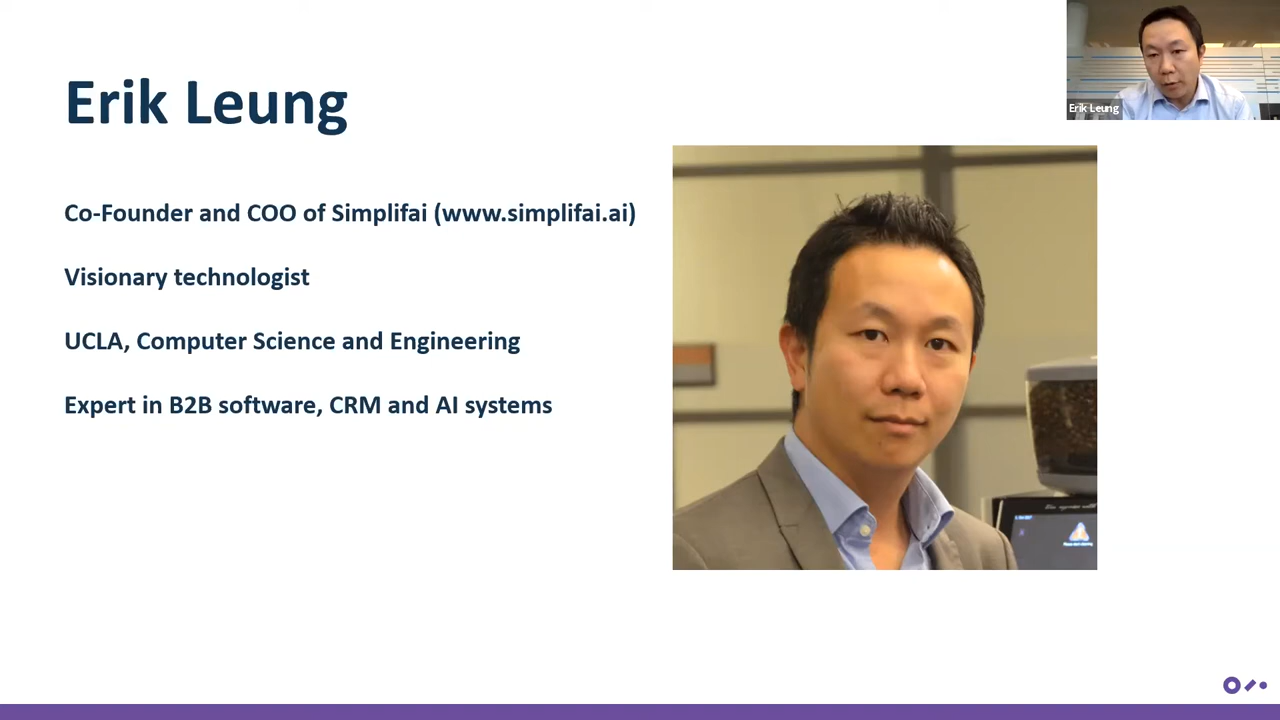 Erik Leung
Erik Leung
Co-Founder and COO of Simplifai (www.simplifai.ai)
Visionary technologist
UCLA, Computer Science and Engineering
Expert in B2B software, CRM and AI systems